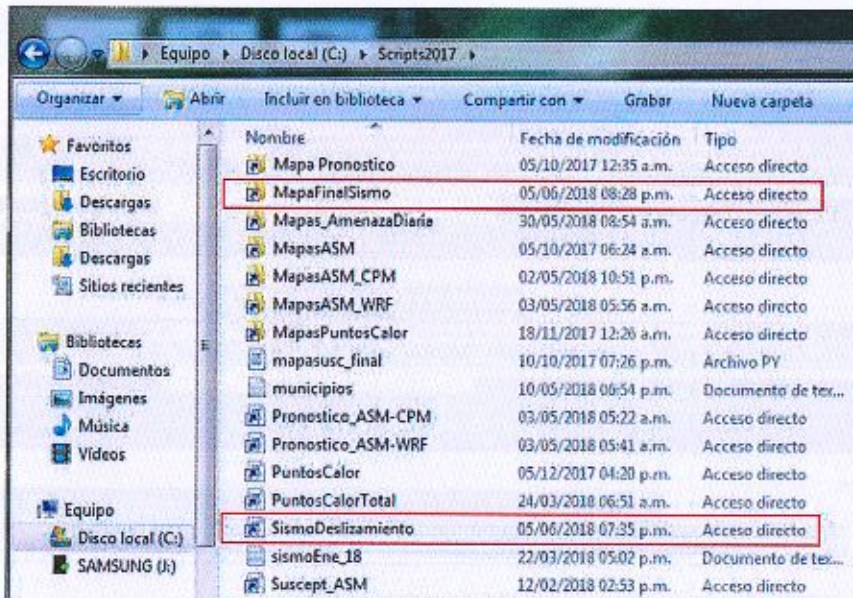 Equipo ▸ Disco local (C:) ▸ Scripts2017 ▸
Organizar Abrir Incluir en biblioteca Compartir con Grabar Nueva carpeta
Favoritos
Escritorio
Descargas
Bibliotecas
Descargas
Sitios recientes
Bibliotecas
Documentos
Imágenes
Música
Vídeos
Equipo
Disco local (C:)
SAMSUNG (J:)
Nombre Fecha de modificación Tipo
Mapa Pronostico 05/10/2017 12:35 a.m. Acceso directo
MapaFinalSismo 05/06/2018 08:28 p.m. Acceso directo
Mapas_AmenazaDiaria 30/05/2018 08:54 a.m. Acceso directo
MapasASM 05/10/2017 06:24 a.m. Acceso directo
MapasASM_CPM 02/05/2018 10:51 p.m. Acceso directo
MapasASM_WRF 03/05/2018 05:56 a.m. Acceso directo
MapasPuntosCalor 18/11/2017 12:26 a.m. Acceso directo
mapasusc_final 10/10/2017 07:26 p.m. Archivo PY
municipios 10/05/2018 06:54 p.m. Documento de tex...
Pronostico_ASM-CPM 03/05/2018 05:22 a.m. Acceso directo
Pronostico_ASM-WRF 03/05/2018 05:41 a.m. Acceso directo
PuntosCalor 05/12/2017 04:20 p.m. Acceso directo
PuntosCalorTotal 24/03/2018 06:51 a.m. Acceso directo
SismoDeslizamiento 05/06/2018 07:35 p.m. Acceso directo
sismoEne_18 22/03/2018 05:02 p.m. Documento de tex...
Suscept_ASM 12/02/2018 02:53 p.m. Acceso directo